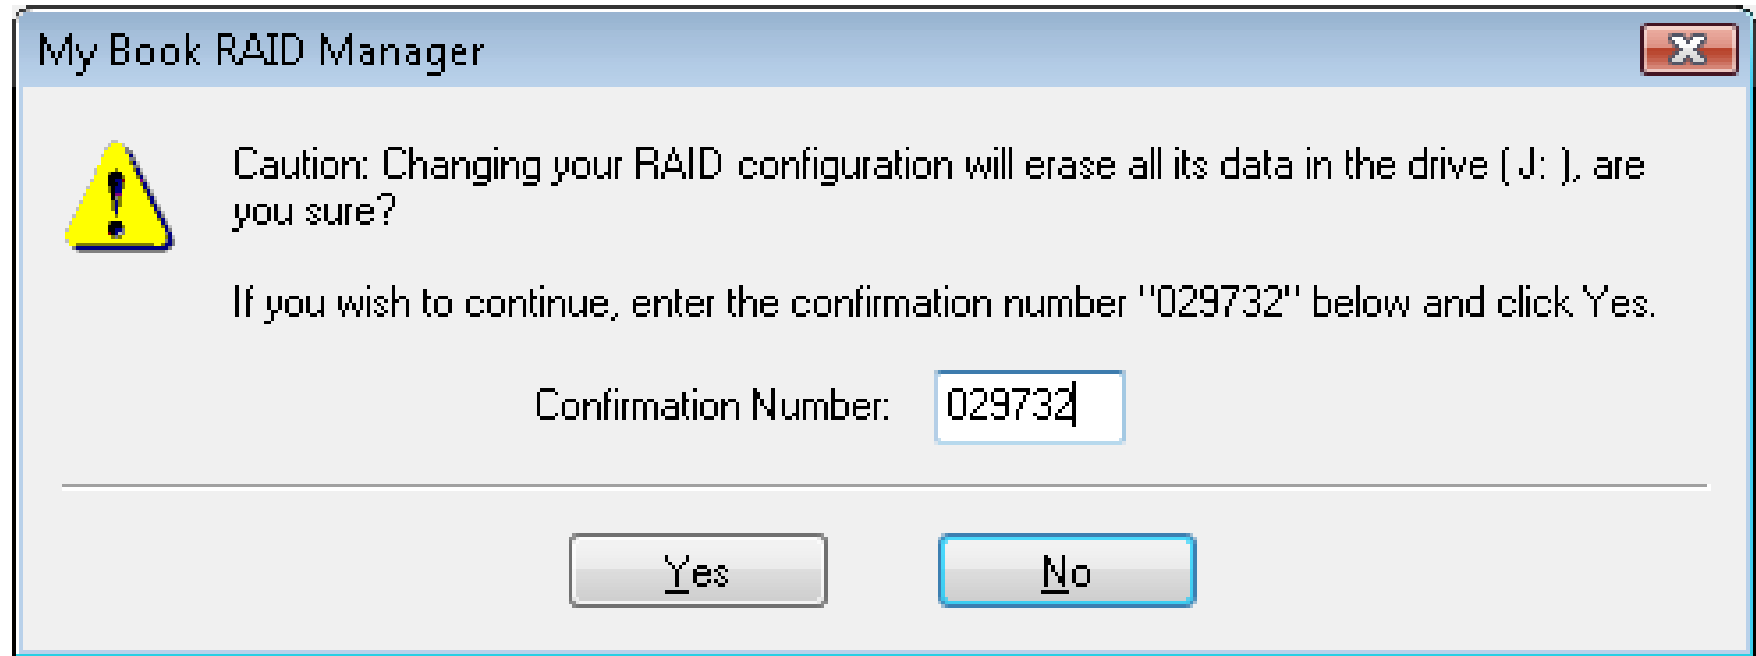 My Book RAID Manager
Caution: Changing your RAID configuration will erase all its data in the drive ( J: ), are
you sure?
If you wish to continue, enter the confirmation number "029732" below and click Yes.
Confirmation Number: 029732
Yes No